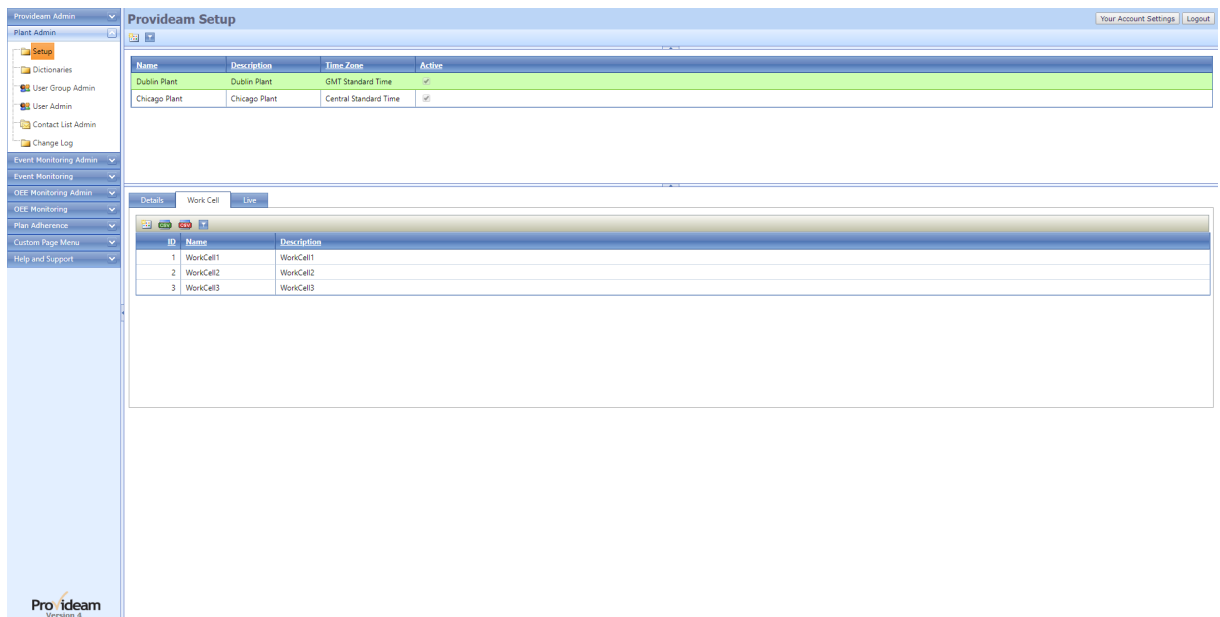 Provideam Admin
Plant Admin
Setup
Dictionaries
User Group Admin
User Admin
Contact List Admin
Change Log
Event Monitoring Admin
Event Monitoring
OEE Monitoring Admin
OEE Monitoring
Plan Adherence
Custom Page Menu
Help and Support
Provideam
Version 4
Provideam Setup
Your Account Settings Logout
Name Description Time Zone Active
Dublin Plant Dublin Plant GMT Standard Time
Chicago Plant Chicago Plant Central Standard Time
Details Work Cell Live
CSV CSV
ID Name Description
1 WorkCell1 WorkCell1
2 WorkCell2 WorkCell2
3 WorkCell3 WorkCell3